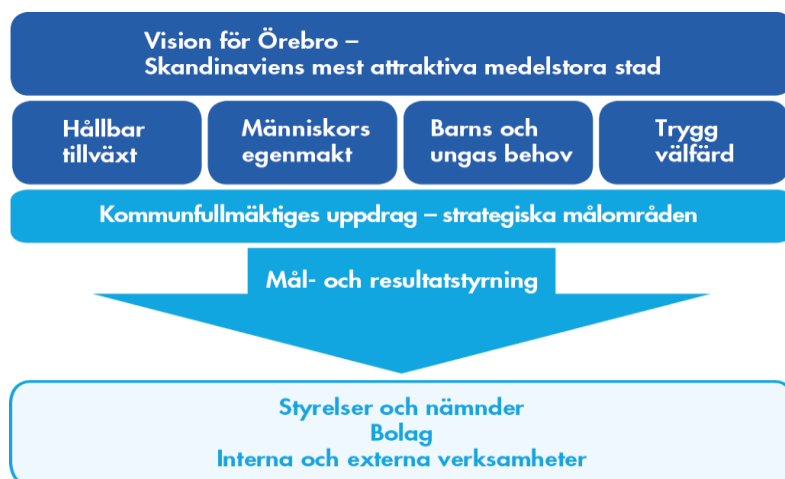 Vision för Örebro –
Skandinaviens mest attraktiva medelstora stad
Hållbar
tillväxt
Människors
egenmakt
Barns och
ungas behov
Trygg
välfärd
Kommunfullmäktiges uppdrag – strategiska målområden
Mål- och resultatstyrning
Styrelser och nämnder
Bolag
Interna och externa verksamheter